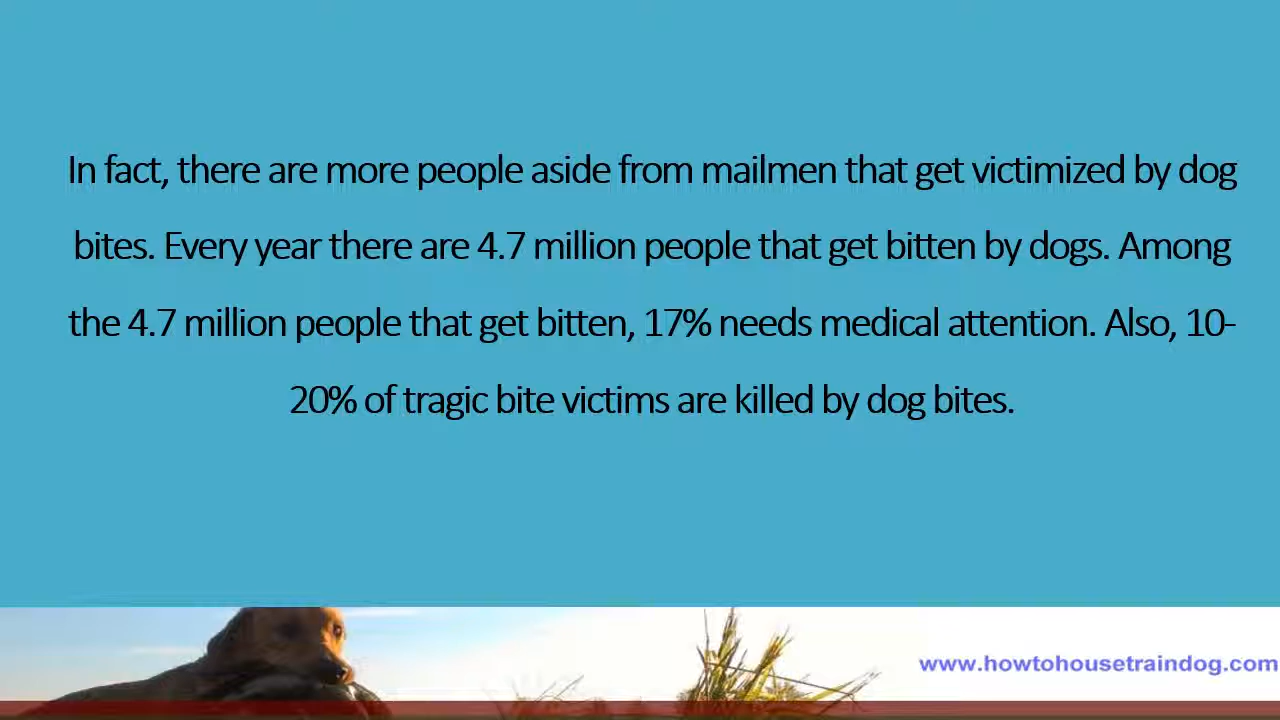 In fact, there are more people aside from mailmen that get victimized by dog
bites. Every year there are 4.7 million people that get bitten by dogs. Among
the 4.7 million people that get bitten, 17% needs medical attention. Also, 10-
20% of tragic bite victims are killed by dog bites.
www.howtohousetraindog.com